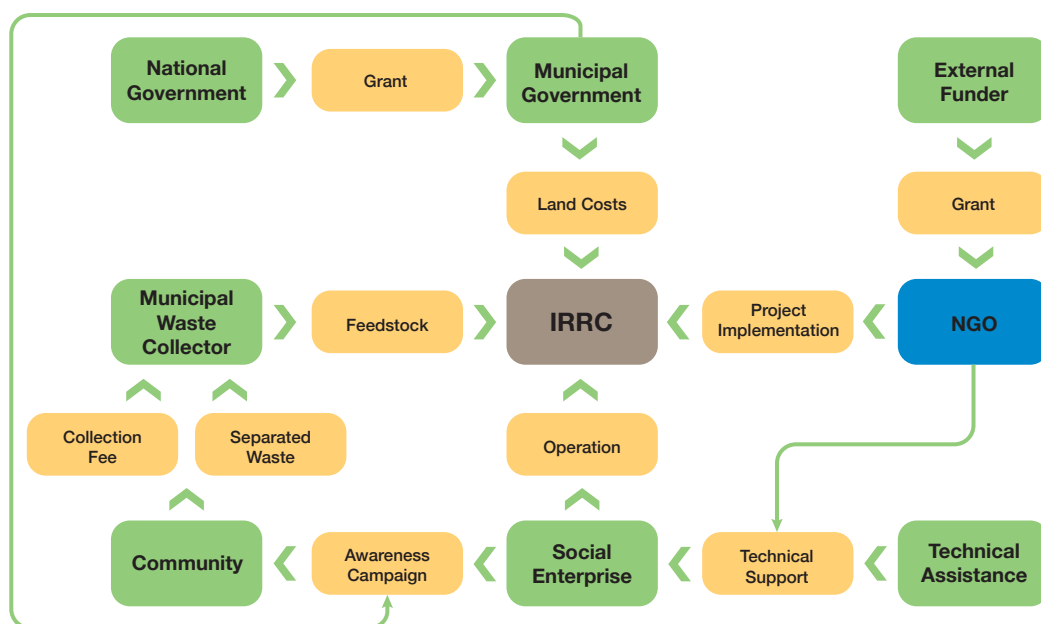 National
Government
Grant
Municipal
Government
External
Funder
Land Costs
Grant
Municipal
Waste
Collector
Feedstock
IRRC
Project
Implementation
NGO
Collection
Fee
Separated
Waste
Operation
Community
Awareness
Campaign
Social
Enterprise
Technical
Support
Technical
Assistance